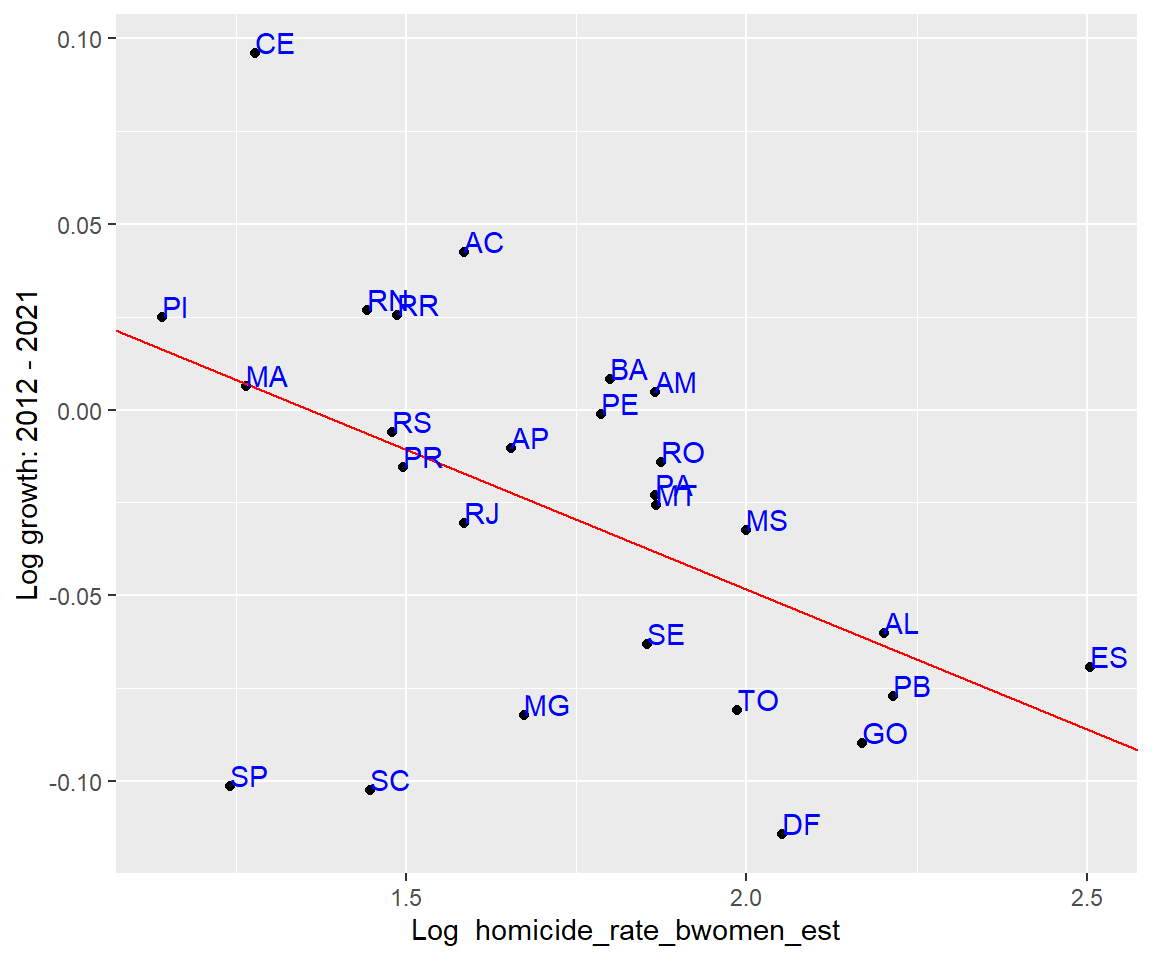 0.10
0.05
0.00
-0.05
-0.10
Log growth: 2012 - 2021
CE
AC
RN
RR
PI
BA
AM
MA
PE
RS
AP
PR
RO
PA
MT
RJ
MS
AL
SE
ES
PB
TO
MG
GO
SP
SC
DF
1.5
2.0
2.5
Log  homicide_rate_bwomen_est